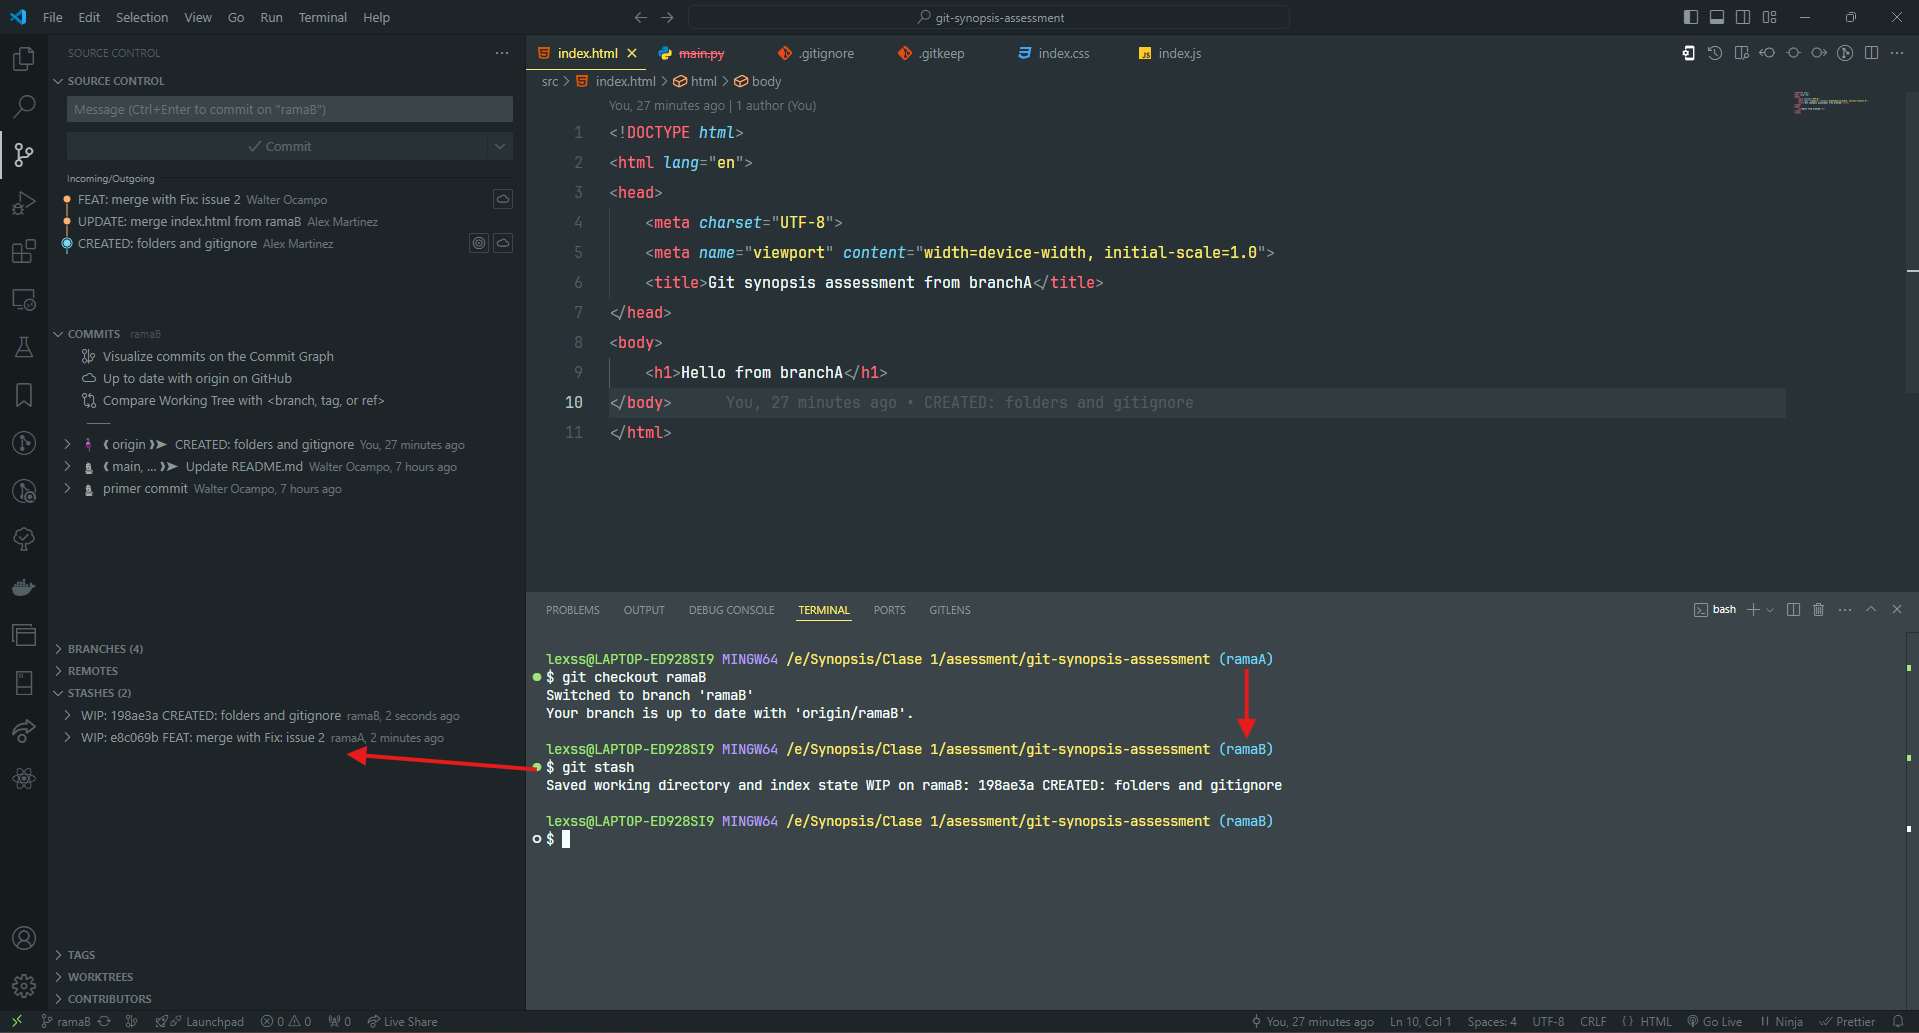 File Edit Selection View Go Run Terminal Help
git-synopsis-assessment
SOURCE CONTROL
SOURCE CONTROL
Message (Ctrl+Enter to commit on "ramaB")
Commit
Incoming/Outgoing
FEAT: merge with Fix: issue 2 Walter Ocampo
UPDATE: merge index.html from ramaB Alex Martinez
CREATED: folders and gitignore Alex Martinez
COMMITS ramaB
Visualize commits on the Commit Graph
Up to date with origin on GitHub
Compare Working Tree with <branch, tag, or ref>
origin CREATED: folders and gitignore You, 27 minutes ago
main, ... Update README.md Walter Ocampo, 7 hours ago
primer commit Walter Ocampo, 7 hours ago
BRANCHES (4)
REMOTES
STASHES (2)
WIP: 198ae3a CREATED: folders and gitignore ramaB, 2 seconds ago
WIP: e8c069b FEAT: merge with Fix: issue 2 ramaA, 2 minutes ago
TAGS
WORKTREES
CONTRIBUTORS
index.html main.py .gitignore .gitkeep index.css index.js
src > index.html > html > body
You, 27 minutes ago | 1 author (You)
1 <!DOCTYPE html>
2 <html lang="en">
3 <head>
4 <meta charset="UTF-8">
5 <meta name="viewport" content="width=device-width, initial-scale=1.0">
6 <title>Git synopsis assessment from branchA</title>
7 </head>
8 <body>
9 <h1>Hello from branchA</h1>
10 </body> You, 27 minutes ago • CREATED: folders and gitignore
11 </html>
PROBLEMS OUTPUT DEBUG CONSOLE TERMINAL PORTS GITLENS
bash
lexss@LAPTOP-ED928SI9 MINGW64 /e/Synopsis/Clase 1/asessment/git-synopsis-assessment (ramaA)
$ git checkout ramaB
Switched to branch 'ramaB'
Your branch is up to date with 'origin/ramaB'.
lexss@LAPTOP-ED928SI9 MINGW64 /e/Synopsis/Clase 1/asessment/git-synopsis-assessment (ramaB)
$ git stash
Saved working directory and index state WIP on ramaB: 198ae3a CREATED: folders and gitignore
lexss@LAPTOP-ED928SI9 MINGW64 /e/Synopsis/Clase 1/asessment/git-synopsis-assessment (ramaB)
$
ramaB Launchpad 0 0 0 Live Share You, 27 minutes ago Ln 10, Col 1 Spaces: 4 UTF-8 CRLF HTML Go Live Ninja Prettier